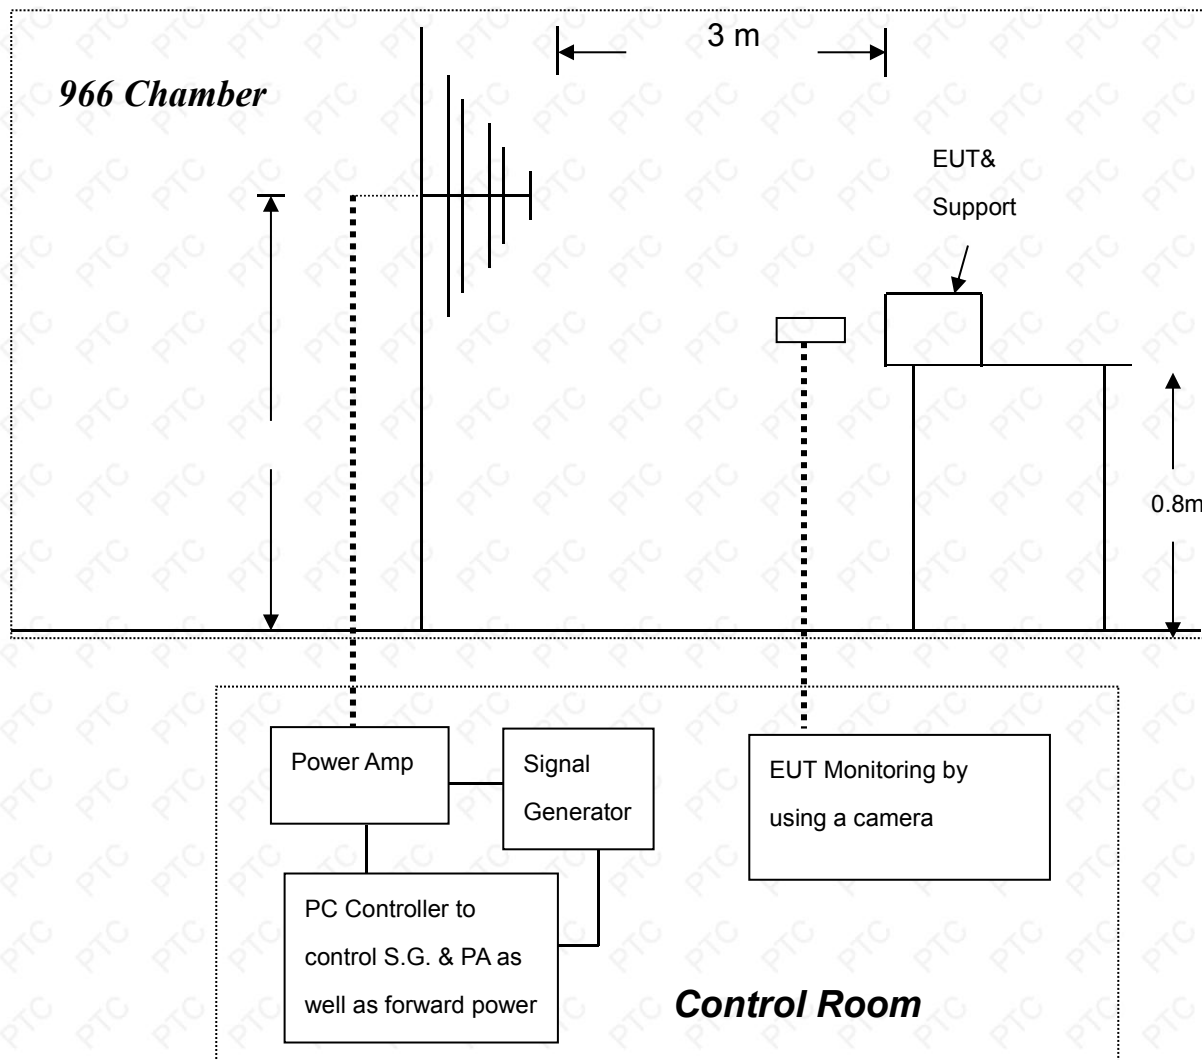 3 m
966 Chamber
EUT&
Support
0.8m
Power Amp
Signal
Generator
EUT Monitoring by
using a camera
PC Controller to
control S.G. & PA as
well as forward power
Control Room
PTC